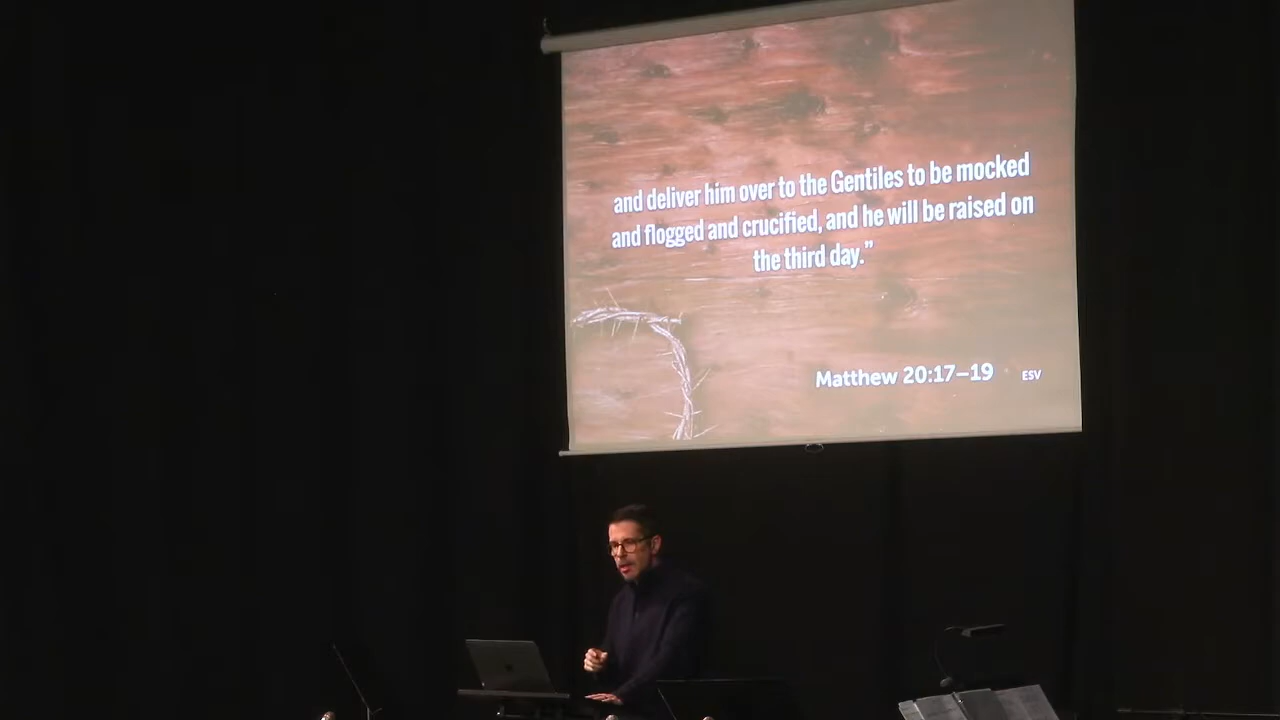 and deliver him over to the Gentiles to be mocked
and flogged and crucified, and he will be raised on
the third day.”
Matthew 20:17–19 ESV